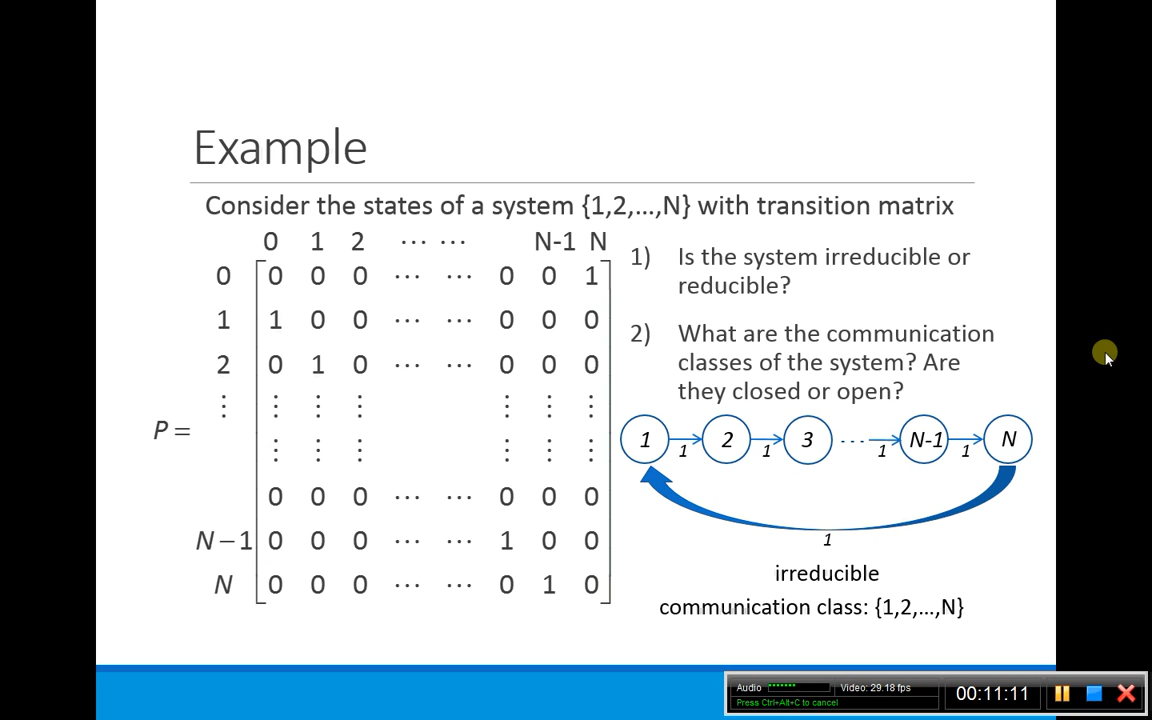 Example
Consider the states of a system {1,2,...,N} with transition matrix
0 1 2 ⋯ ⋯ N-1 N
0 0 0 0 ⋯ ⋯ 0 0 1
1 1 0 0 ⋯ ⋯ 0 0 0
2 0 1 0 ⋯ ⋯ 0 0 0
⋮ ⋮ ⋮ ⋮ ⋮ ⋮ ⋮
P =
⋮ ⋮ ⋮ ⋮ ⋮ ⋮
0 0 0 ⋯ ⋯ 0 0 0
N – 1 0 0 0 ⋯ ⋯ 1 0 0
N 0 0 0 ⋯ ⋯ 0 1 0
1) Is the system irreducible or
reducible?
2) What are the communication
classes of the system? Are
they closed or open?
1 2 3 ... N-1 N
1 1 1 1
1
irreducible
communication class: {1,2,...,N}
Audio Video: 29.18 fps
Press Ctrl+Alt+C to cancel
00:11:11